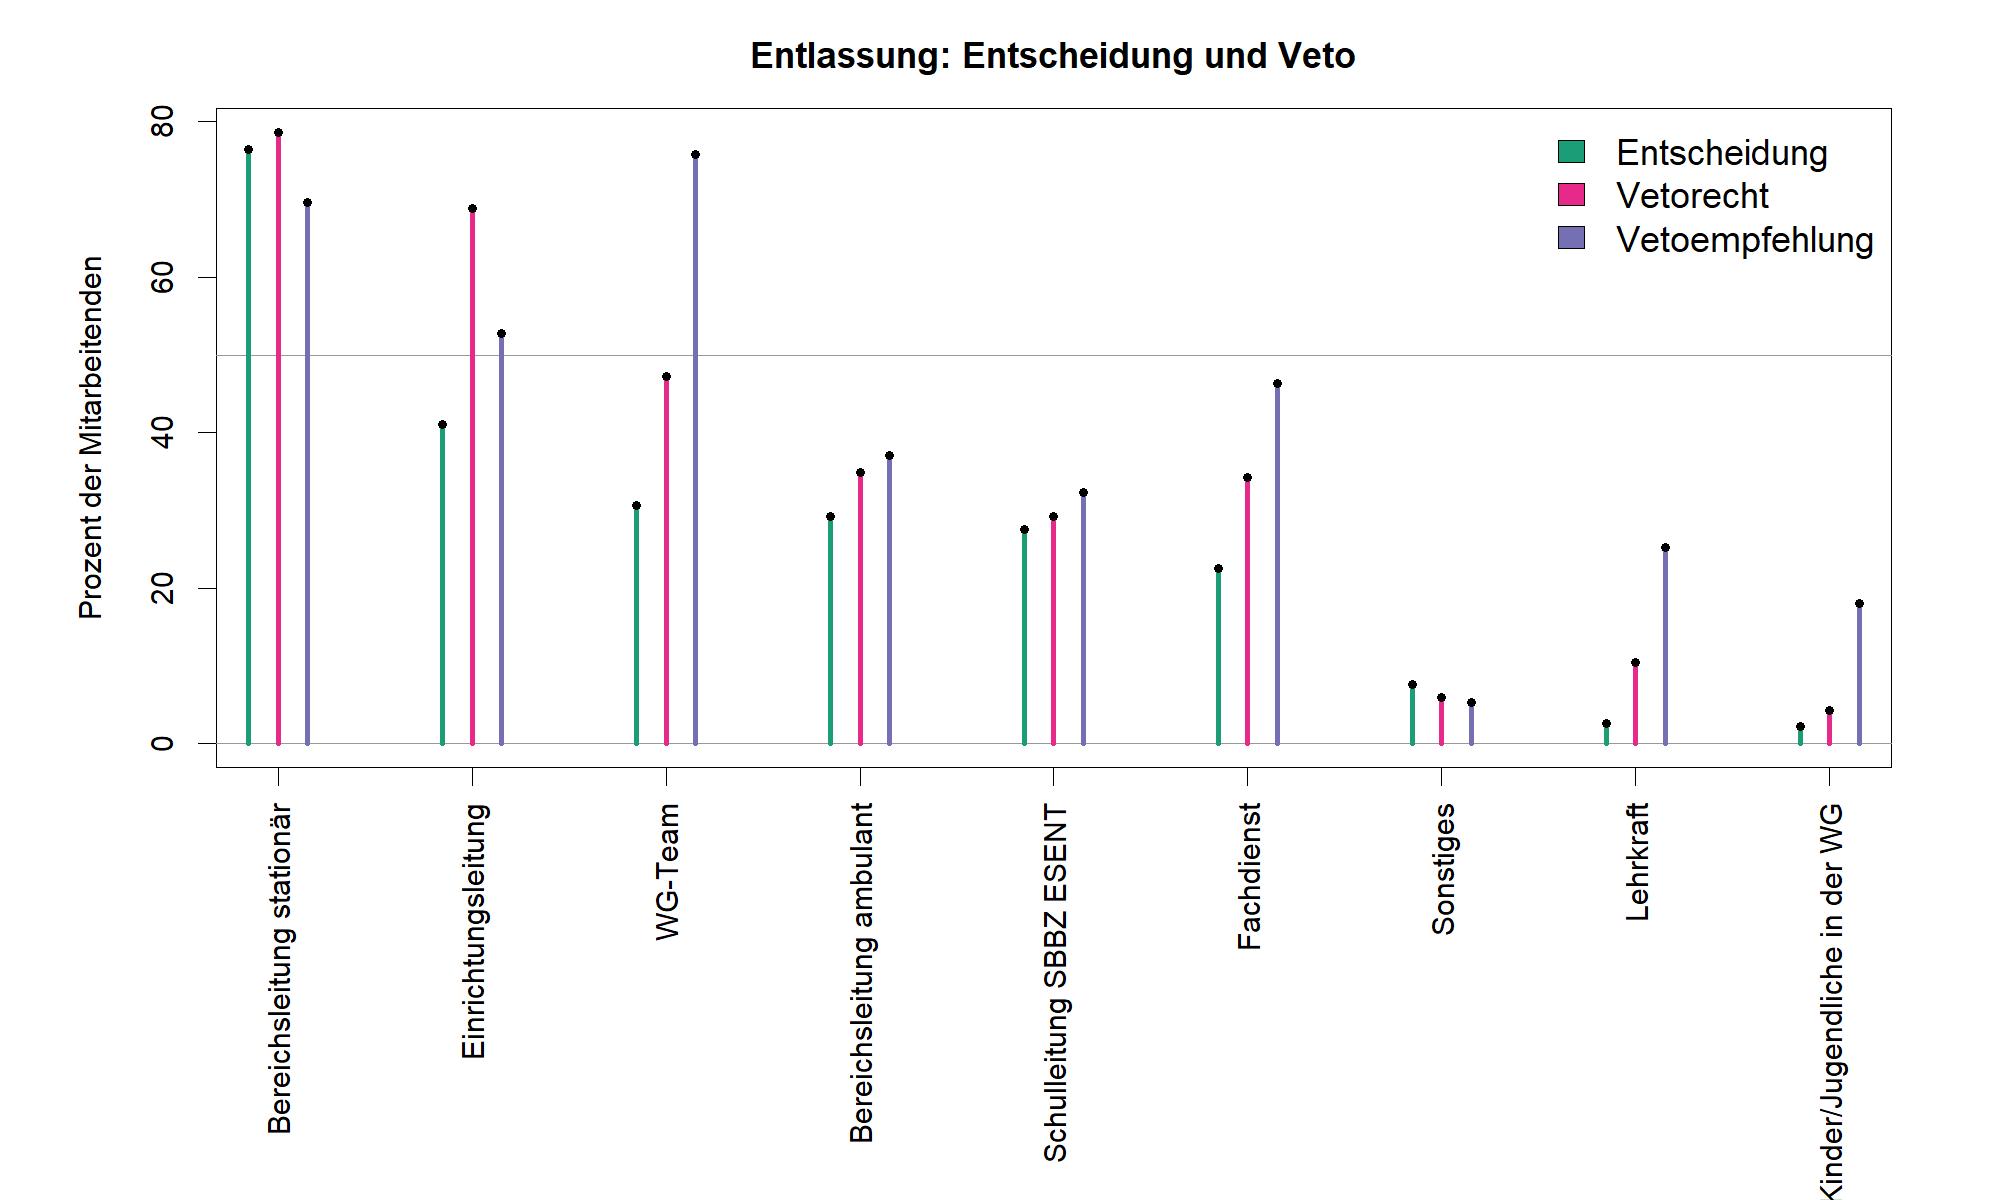 Entlassung: Entscheidung und Veto
Prozent der Mitarbeitenden
80
60
40
20
0
Entscheidung
Vetorecht
Vetoempfehlung
Bereichsleitung stationär
Einrichtungsleitung
WG-Team
Bereichsleitung ambulant
Schulleitung SBBZ ESENT
Fachdienst
Sonstiges
Lehrkraft
Kinder/Jugendliche in der WG